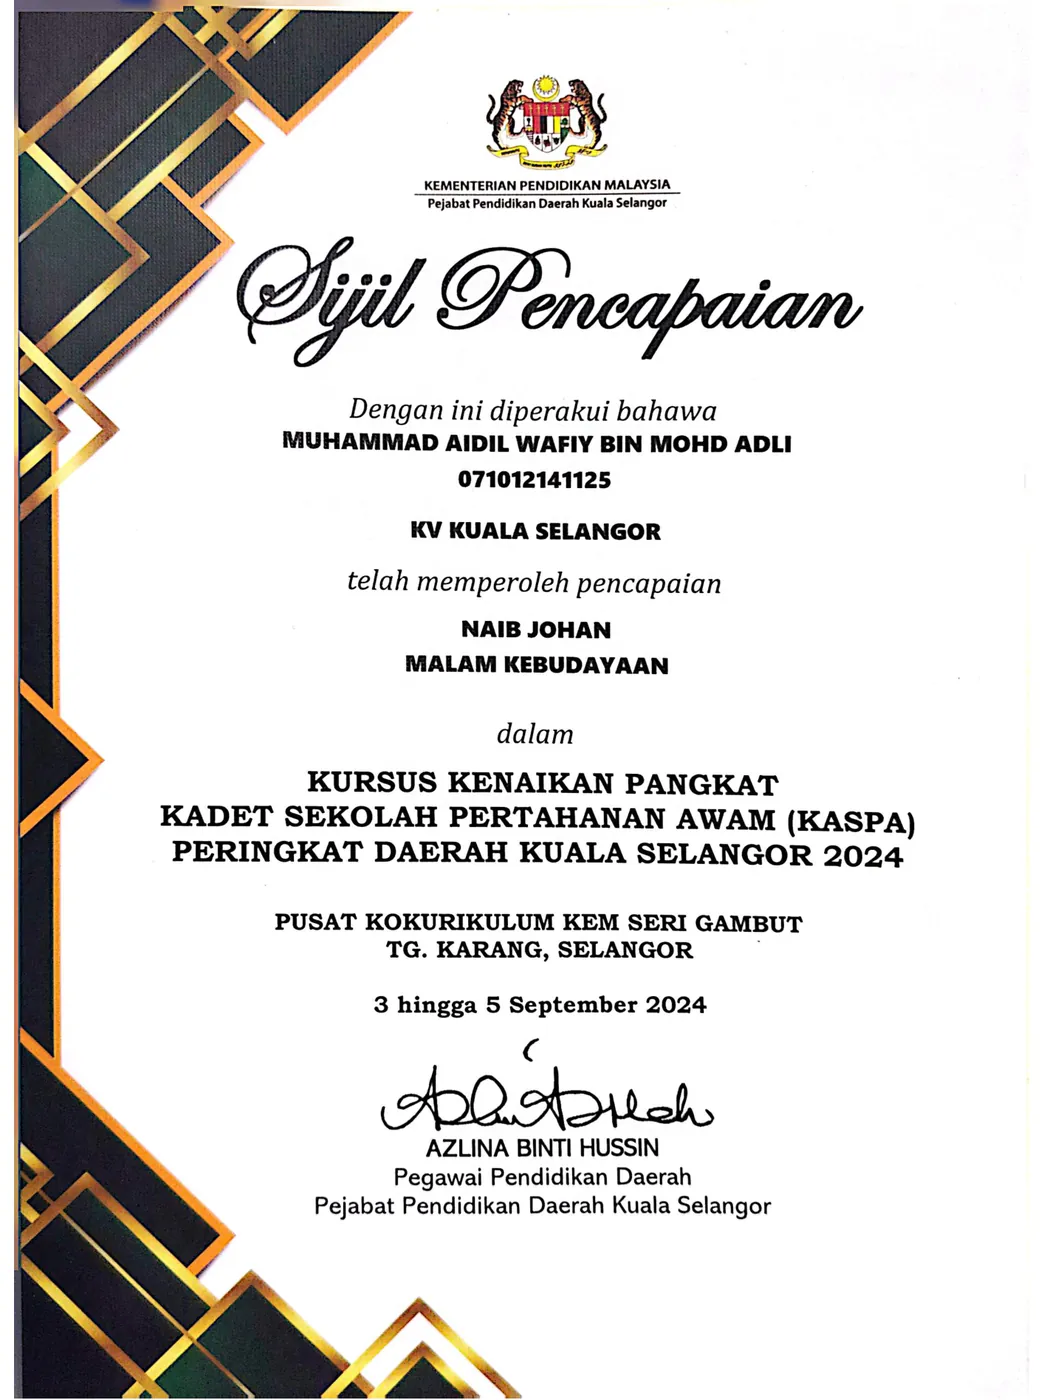 KEMENTERIAN PENDIDIKAN MALAYSIA
Pejabat Pendidikan Daerah Kuala Selangor
Sijil Pencapaian
Dengan ini diperakui bahawa
MUHAMMAD AIDIL WAFIY BIN MOHD ADLI
071012141125
KV KUALA SELANGOR
telah memperoleh pencapaian
NAIB JOHAN
MALAM KEBUDAYAAN
dalam
KURSUS KENAIKAN PANGKAT
KADET SEKOLAH PERTAHANAN AWAM (KASPA)
PERINGKAT DAERAH KUALA SELANGOR 2024
PUSAT KOKURIKULUM KEM SERI GAMBUT
TG. KARANG, SELANGOR
3 hingga 5 September 2024
AZLINA BINTI HUSSIN
Pegawai Pendidikan Daerah
Pejabat Pendidikan Daerah Kuala Selangor